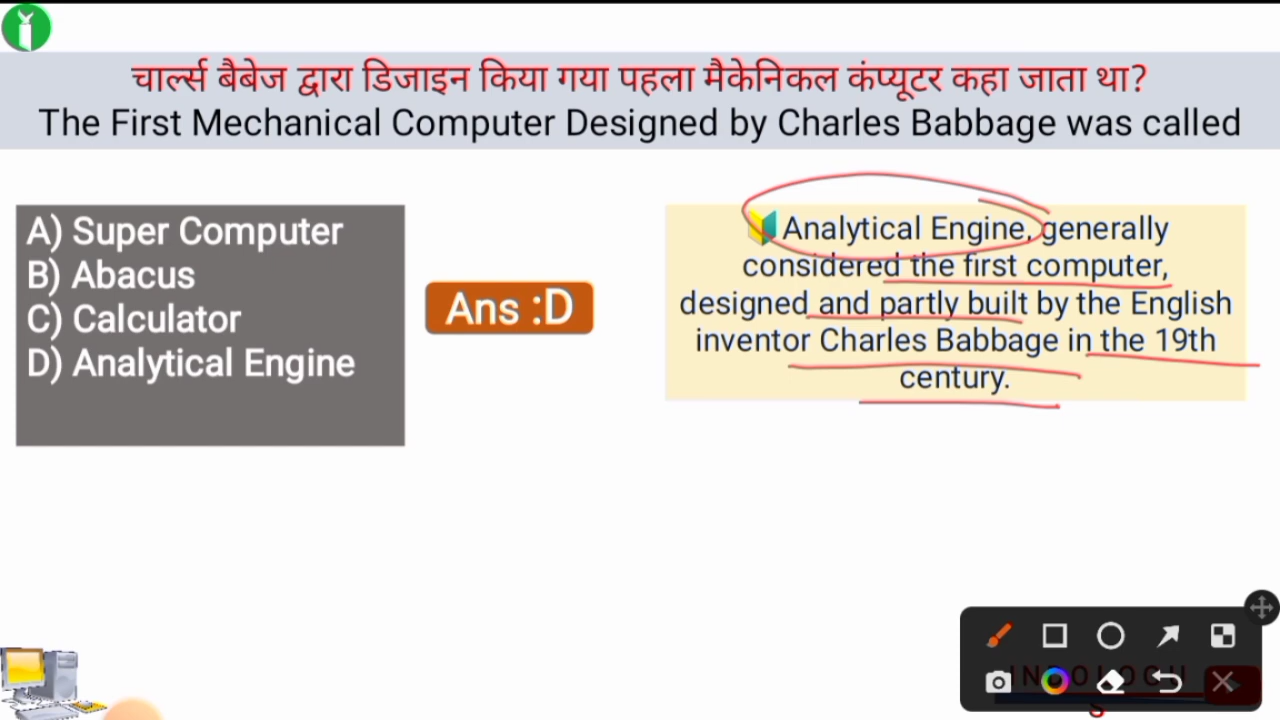 चार्ल्स बैबेज द्वारा डिजाइन किया गया पहला मैकेनिकल कंप्यूटर कहा जाता था?
The First Mechanical Computer Designed by Charles Babbage was called
A) Super Computer
B) Abacus
C) Calculator
D) Analytical Engine
Ans :D
Analytical Engine, generally
considered the first computer,
designed and partly built by the English
inventor Charles Babbage in the 19th
century.